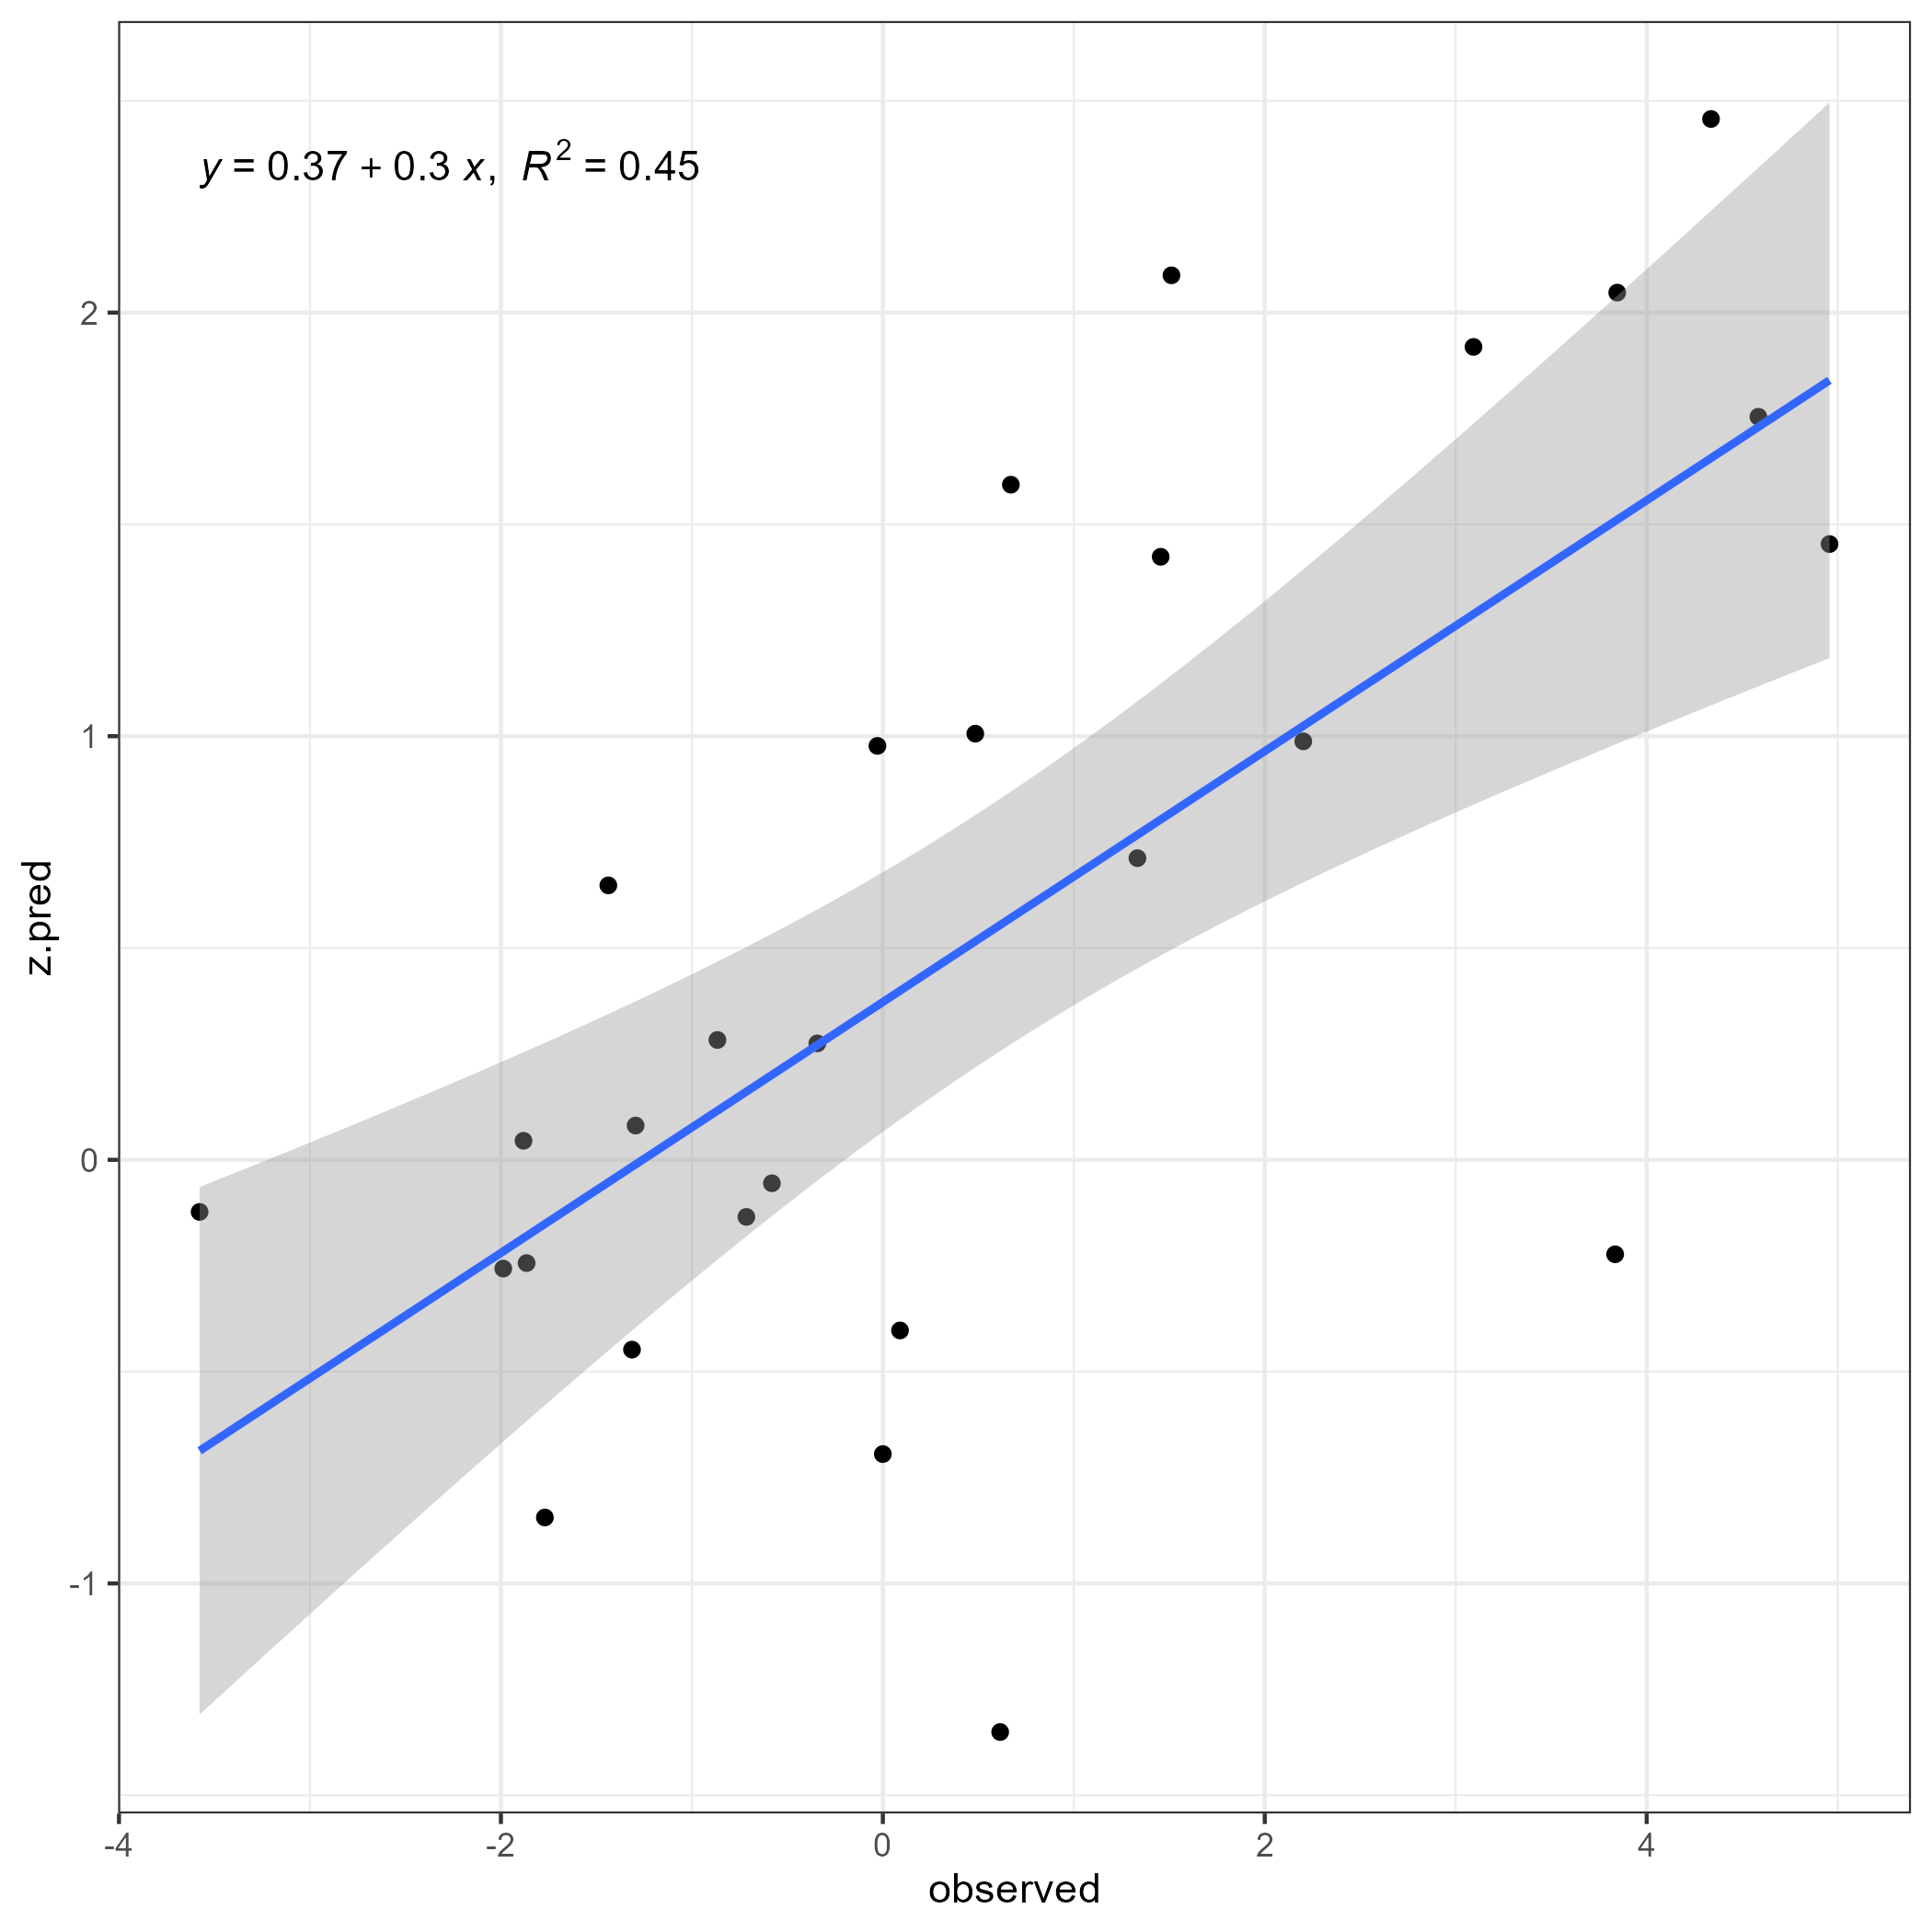 y = 0.37 + 0.3 x, R² = 0.45
2
1
0
-1
z.pred
-4 -2 0 2 4
observed